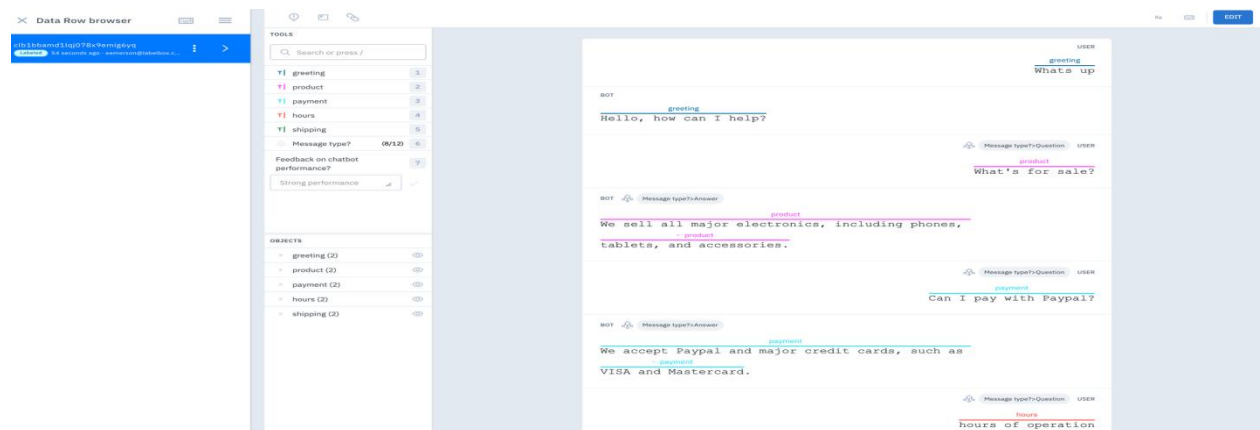 Data Row browser
EDIT
clb1bbamd1lqj078x9emig6yq
Labeled 54 seconds ago - eemerson@labelbox.c...
TOOLS
Search or press /
greeting 1
product 2
payment 3
hours 4
shipping 5
Message type? (8/12) 6
Feedback on chatbot performance? 7
Strong performance
OBJECTS
greeting (2)
product (2)
payment (2)
hours (2)
shipping (2)
USER
greeting
Whats up
BOT
greeting
Hello, how can I help?
Message type?>Question USER
product
What's for sale?
BOT Message type?>Answer
product
We sell all major electronics, including phones,
product
tablets, and accessories.
Message type?>Question USER
payment
Can I pay with Paypal?
BOT Message type?>Answer
payment
We accept Paypal and major credit cards, such as
payment
VISA and Mastercard.
Message type?>Question USER
hours
hours of operation